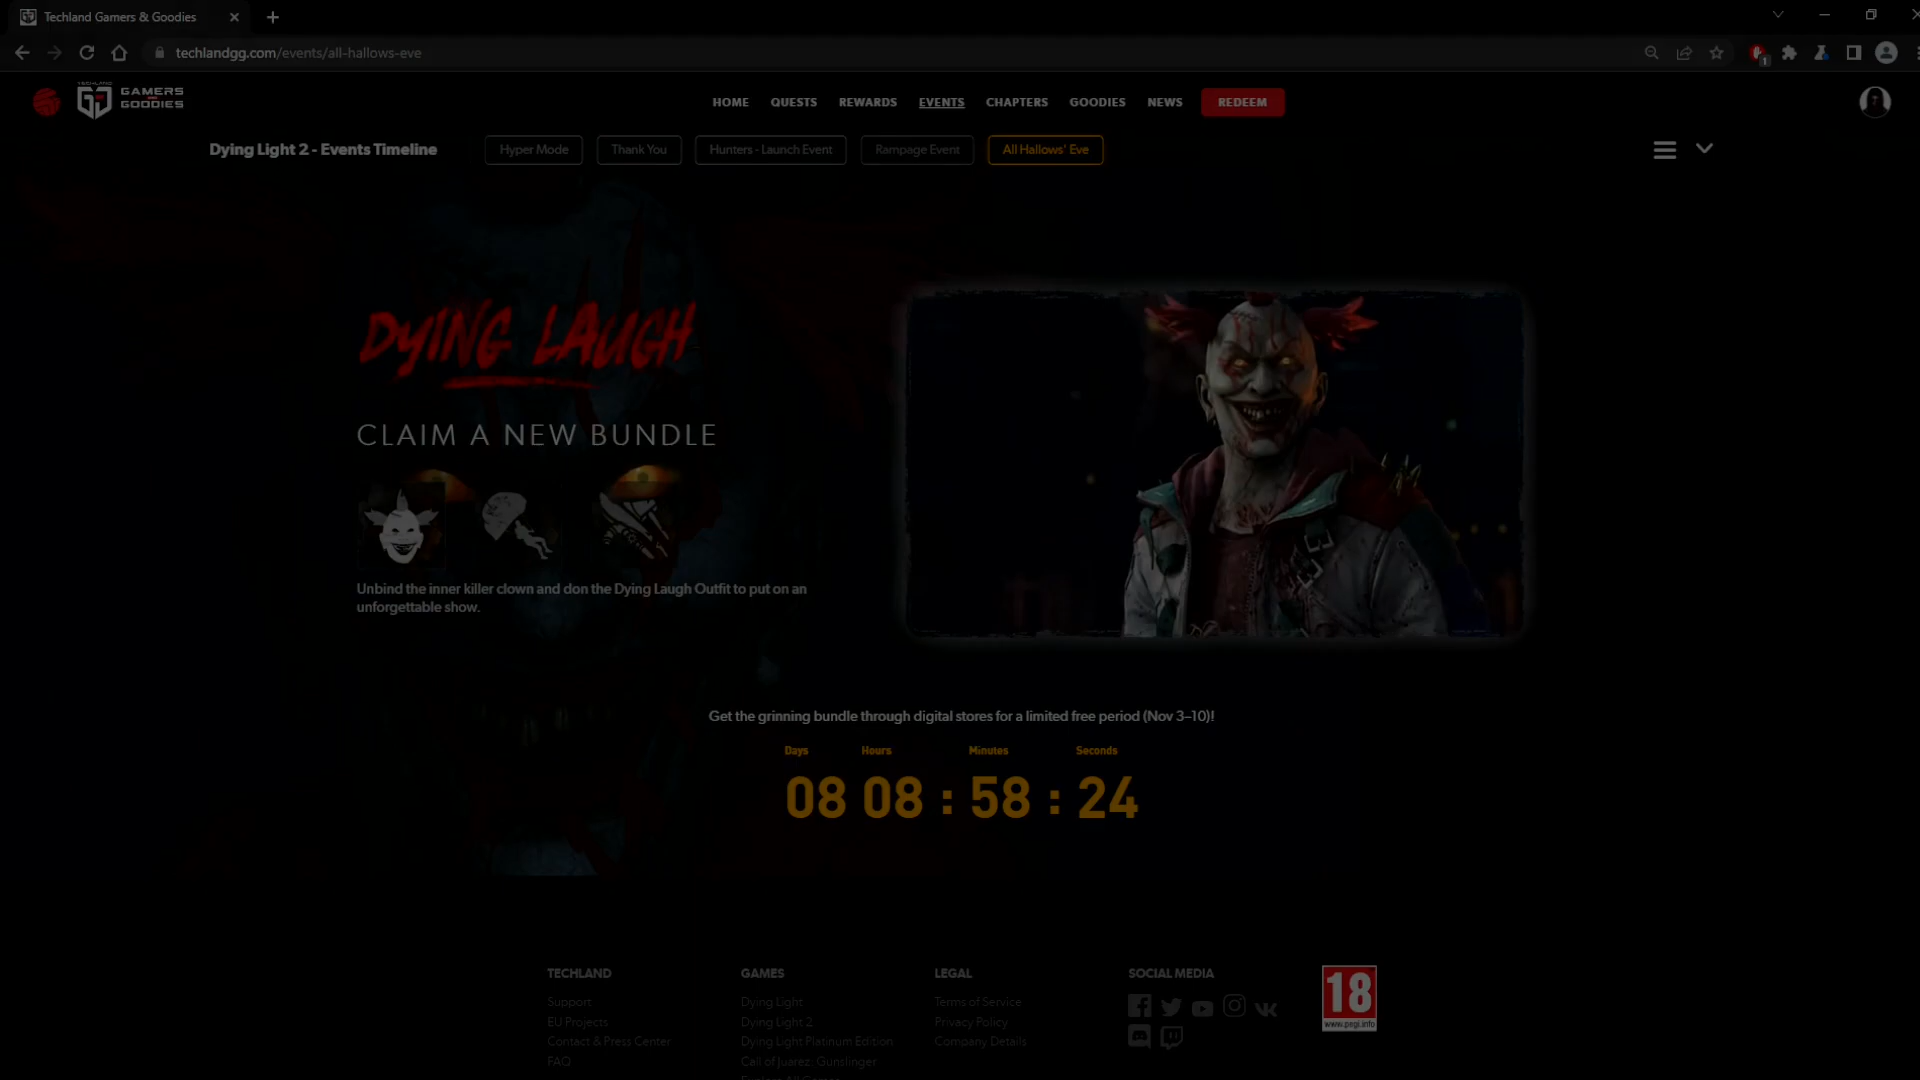 Techland Gamers & Goodies
techlandgg.com/events/all-hallows-eve
1
TECHLAND
GAMERS
GOODIES
HOME QUESTS REWARDS EVENTS CHAPTERS GOODIES NEWS REDEEM
Dying Light 2 - Events Timeline
Hyper Mode Thank You Hunters - Launch Event Rampage Event All Hallows' Eve
DYING LAUGH
CLAIM A NEW BUNDLE
Unbind the inner killer clown and don the Dying Laugh Outfit to put on an
unforgettable show.
Get the grinning bundle through digital stores for a limited free period (Nov 3–10)!
Days Hours Minutes Seconds
08 08 : 58 : 24
TECHLAND
Support
EU Projects
Contact & Press Center
FAQ
GAMES
Dying Light
Dying Light 2
Dying Light Platinum Edition
Call of Juarez: Gunslinger
LEGAL
Terms of Service
Privacy Policy
Company Details
SOCIAL MEDIA
18
www.pegi.info